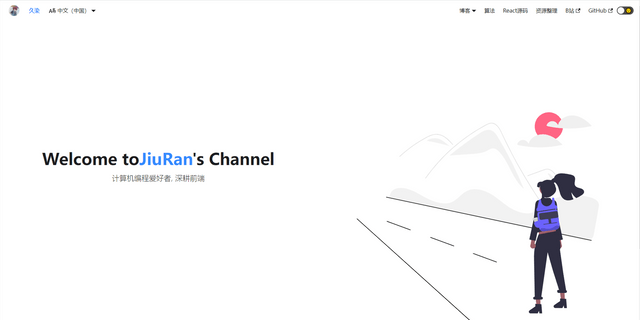 久染
中文（中国）
博客
算法
React源码
资源整理
B站
GitHub
Welcome toJiuRan's Channel
计算机编程爱好者, 深耕前端